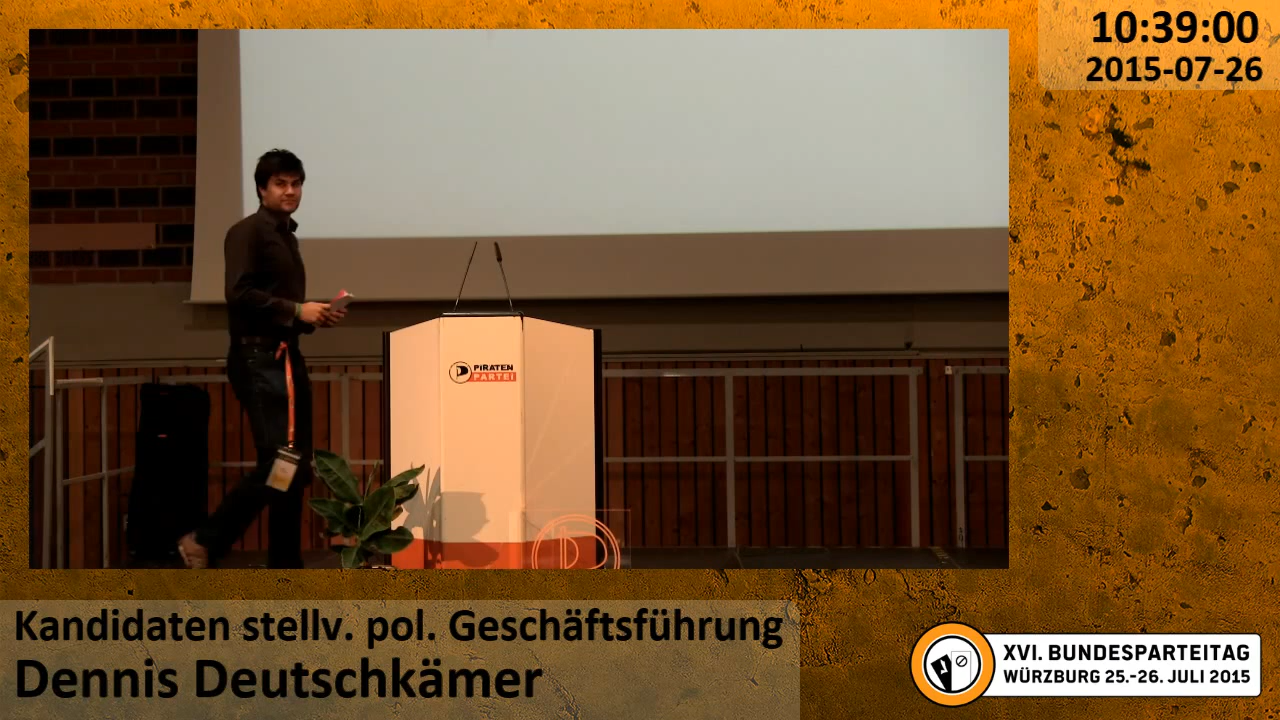 10:39:00
2015-07-26
PIRATEN
PARTEI
Kandidaten stellv. pol. Geschäftsführung
Dennis Deutschkämer
XVI. BUNDESPARTEITAG
WÜRZBURG 25.-26. JULI 2015